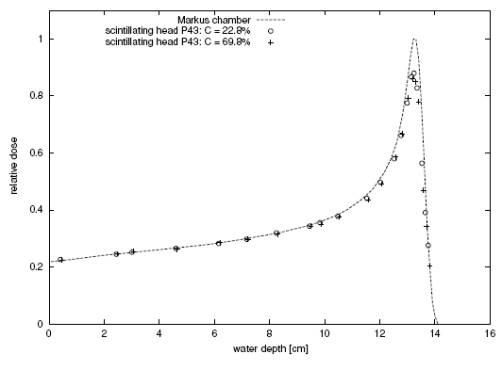 Markus chamber
scintillating head P43: C = 22.8%
scintillating head P43: C = 69.8%
1
0.8
0.6
0.4
0.2
0
relative dose
0 2 4 6 8 10 12 14 16
water depth [cm]